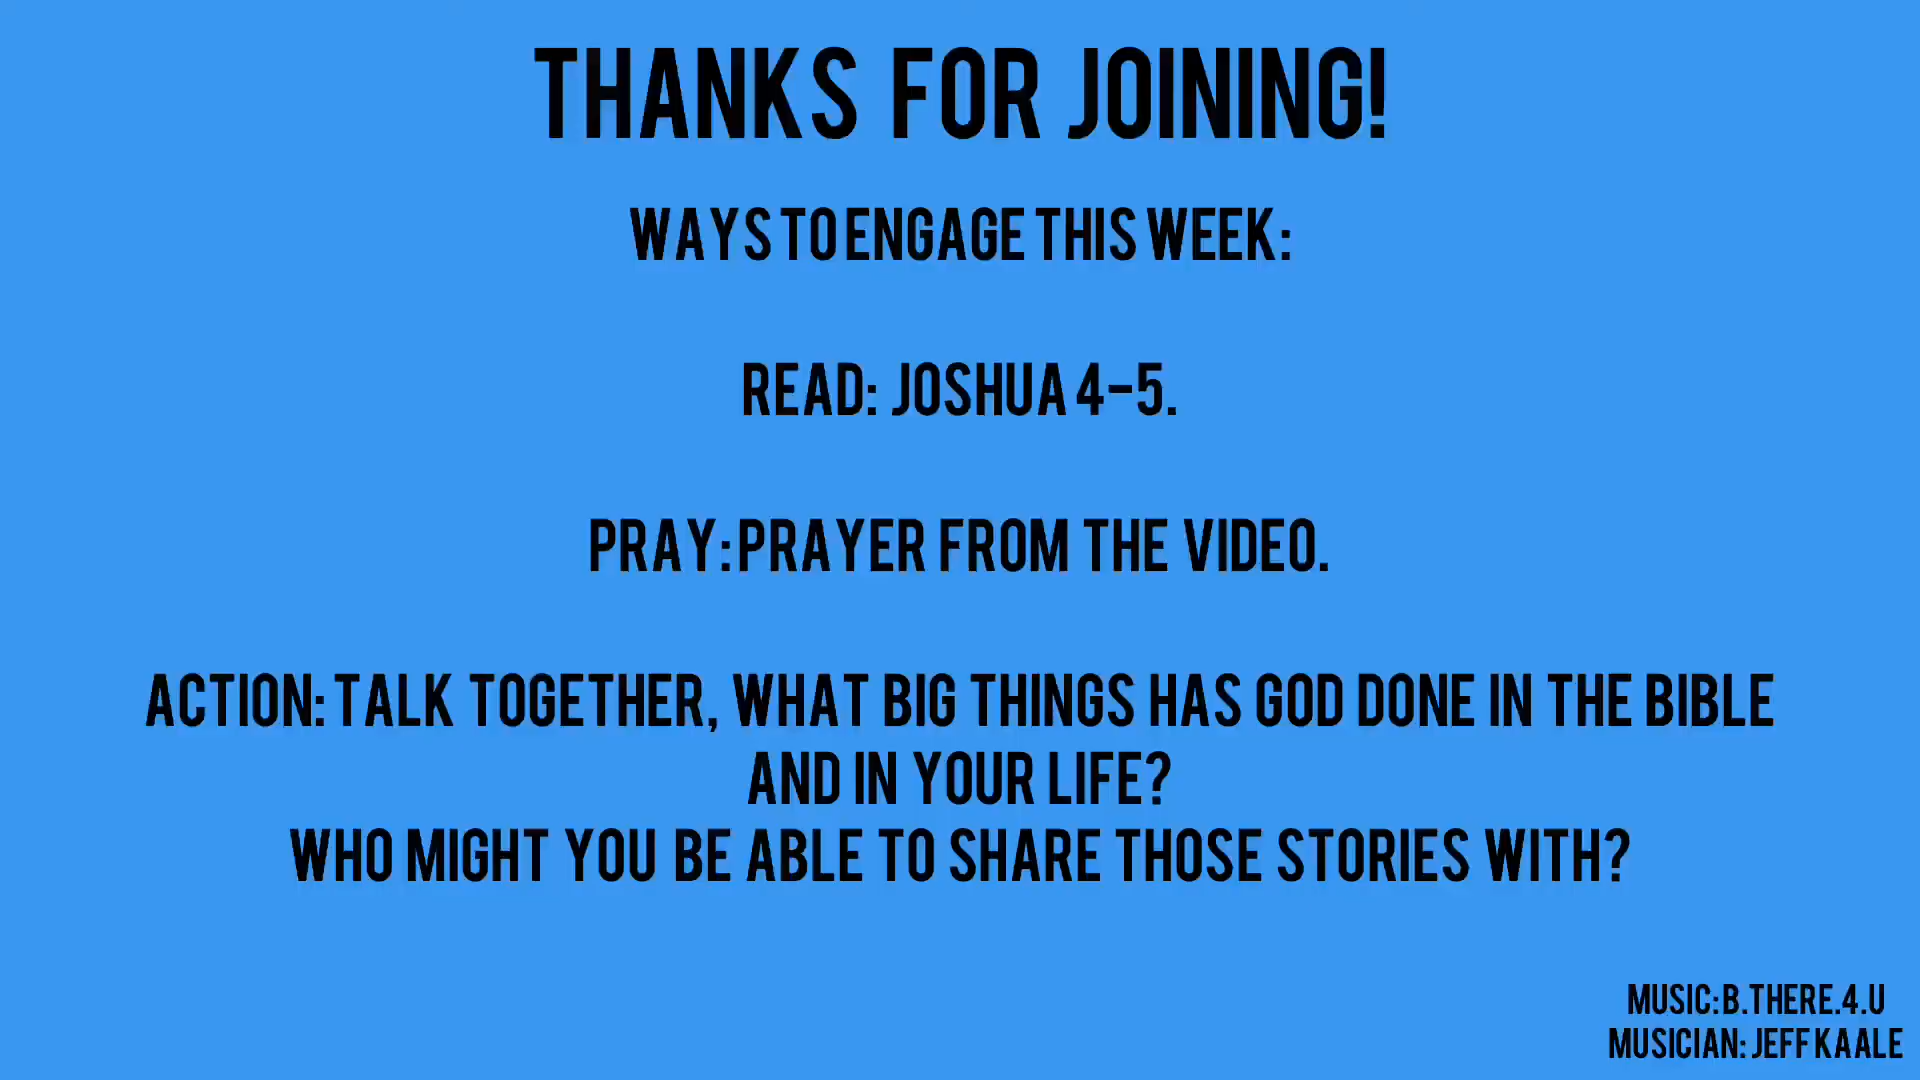 THANKS FOR JOINING!
WAYS TO ENGAGE THIS WEEK:
READ: JOSHUA 4-5.
PRAY: PRAYER FROM THE VIDEO.
ACTION: TALK TOGETHER, WHAT BIG THINGS HAS GOD DONE IN THE BIBLE
AND IN YOUR LIFE?
WHO MIGHT YOU BE ABLE TO SHARE THOSE STORIES WITH?
MUSIC: B.THERE.4.U
MUSICIAN: JEFF KAALE